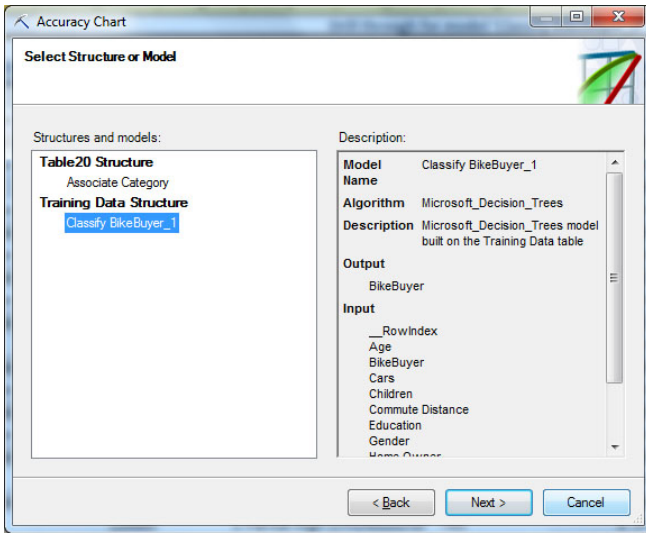 Accuracy Chart
Select Structure or Model
Structures and models:
Table20 Structure
Associate Category
Training Data Structure
Classify BikeBuyer_1
Description:
Model Name Classify BikeBuyer_1
Algorithm Microsoft_Decision_Trees
Description Microsoft_Decision_Trees model
built on the Training Data table
Output
BikeBuyer
Input
__RowIndex
Age
BikeBuyer
Cars
Children
Commute Distance
Education
Gender
Home Owner
< Back Next > Cancel